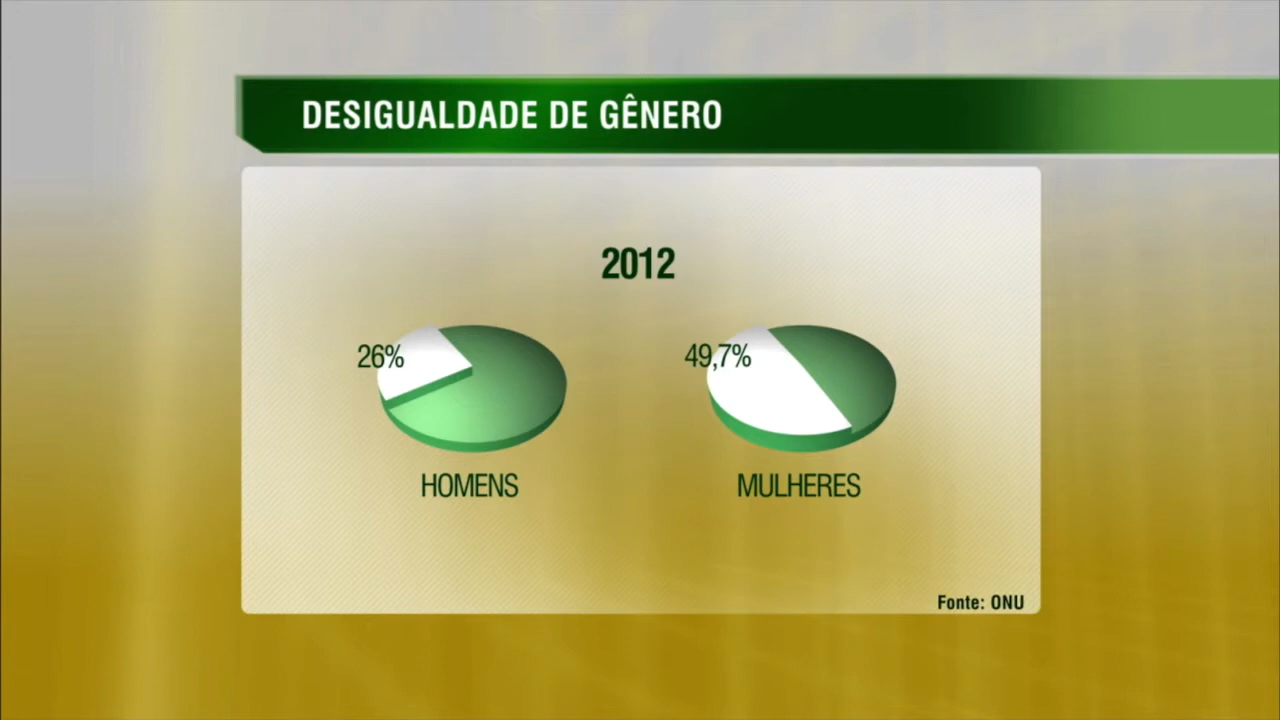 DESIGUALDADE DE GÊNERO
2012
26%
49,7%
HOMENS
MULHERES
Fonte: ONU